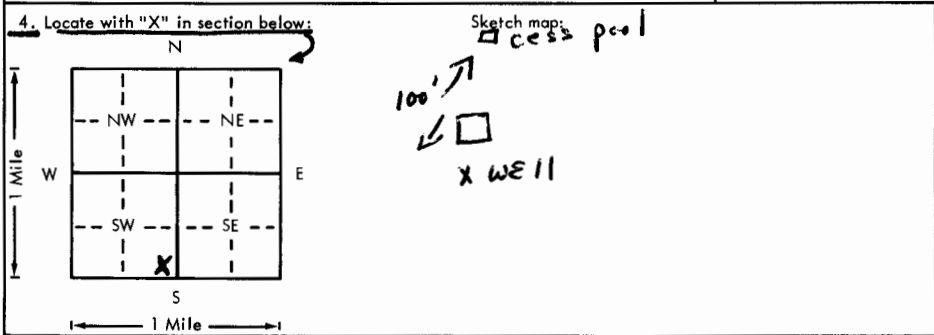 4. Locate with "X" in section below:
Sketch map:
cess pool
N
100'
NW NE
1 Mile
W
E
X well
SW SE
X
S
1 Mile